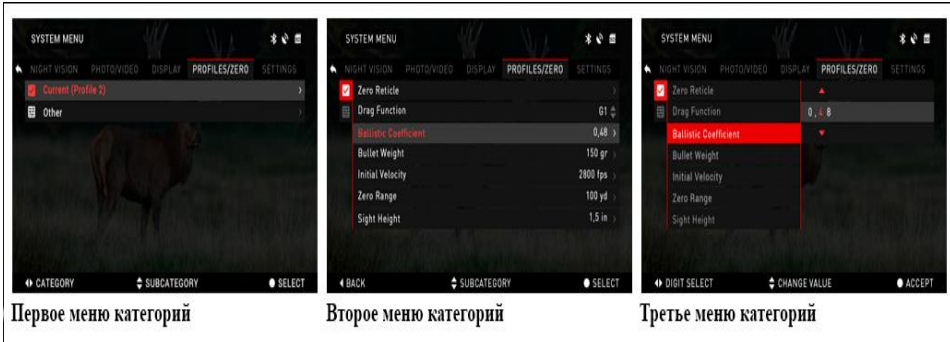 SYSTEM MENU
NIGHT VISION PHOTO/VIDEO DISPLAY PROFILES/ZERO SETTINGS
Current (Profile 2)
Other
CATEGORY SUBCATEGORY SELECT
Первое меню категорий
SYSTEM MENU
NIGHT VISION PHOTO/VIDEO DISPLAY PROFILES/ZERO SETTINGS
Zero Reticle
Drag Function G1
Ballistic Coefficient 0,48
Bullet Weight 150 gr
Initial Velocity 2800 fps
Zero Range 100 yd
Sight Height 1,5 in
BACK SUBCATEGORY SELECT
Второе меню категорий
SYSTEM MENU
NIGHT VISION PHOTO/VIDEO DISPLAY PROFILES/ZERO SETTINGS
Zero Reticle
Drag Function 0,4 8
Ballistic Coefficient
Bullet Weight
Initial Velocity
Zero Range
Sight Height
DIGIT SELECT CHANGE VALUE ACCEPT
Третье меню категорий